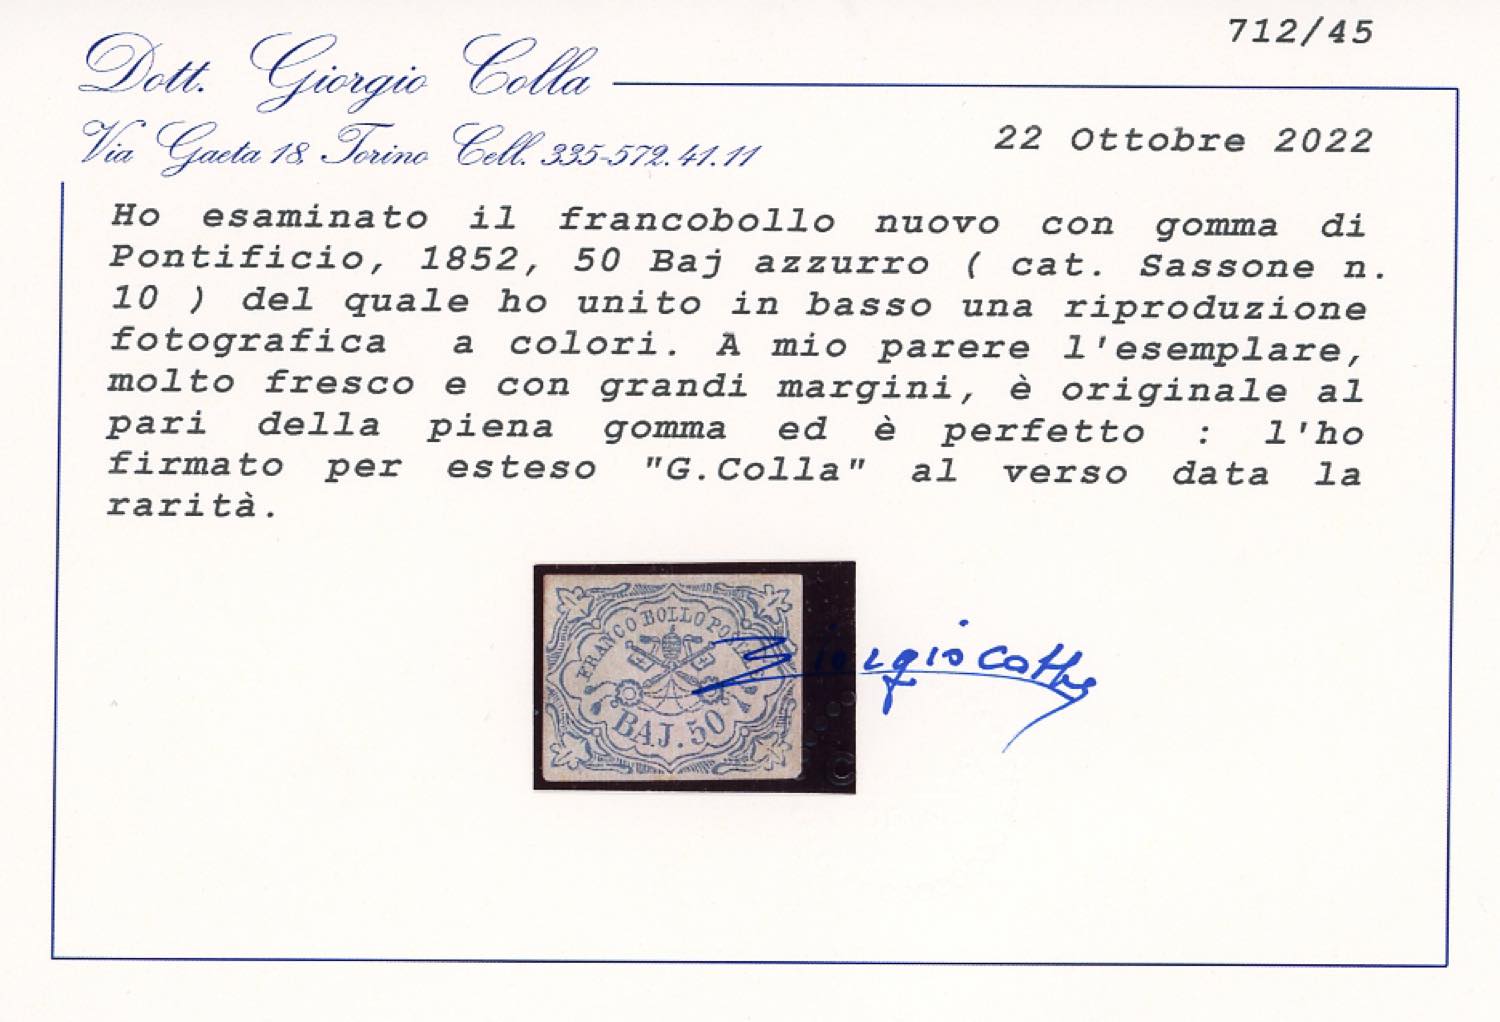 712/45
Dott. Giorgio Colla
Via Gaeta 18, Torino Cell. 335-572.41.11
22 Ottobre 2022
Ho esaminato il francobollo nuovo con gomma di
Pontificio, 1852, 50 Baj azzurro ( cat. Sassone n.
10 ) del quale ho unito in basso una riproduzione
fotografica a colori. A mio parere l'esemplare,
molto fresco e con grandi margini, è originale al
pari della piena gomma ed è perfetto : l'ho
firmato per esteso "G.Colla" al verso data la
rarità.
FRANCO BOLLO
BAJ. 50
Giorgio Colla